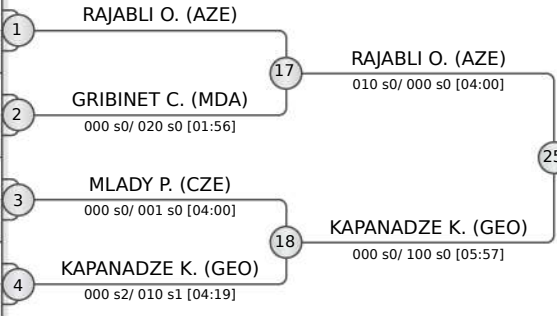 RAJABLI O. (AZE)
1
17
RAJABLI O. (AZE)
010 s0/ 000 s0 [04:00]
GRIBINET C. (MDA)
2
000 s0/ 020 s0 [01:56]
25
MLADY P. (CZE)
3
000 s0/ 001 s0 [04:00]
18
KAPANADZE K. (GEO)
000 s0/ 100 s0 [05:57]
KAPANADZE K. (GEO)
4
000 s2/ 010 s1 [04:19]